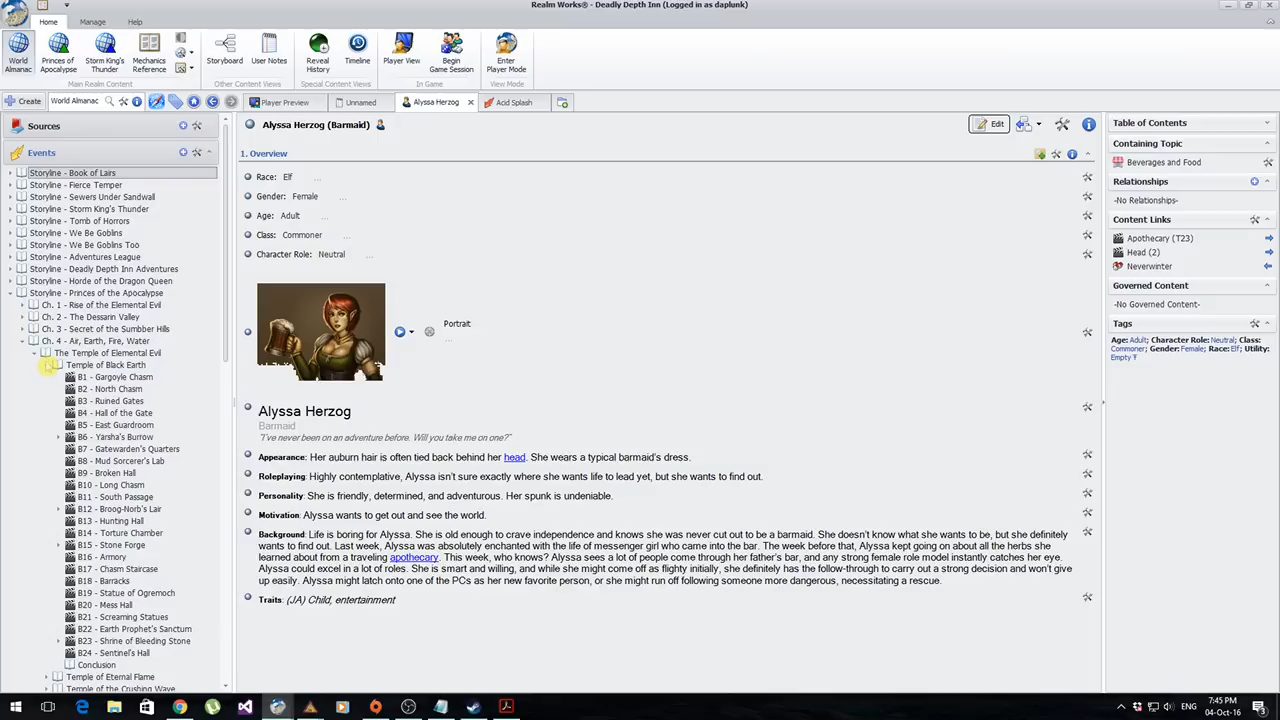 Realm Works® - Deadly Depth Inn (Logged in as daplunk)
Home Manage Help
World Almanac
Princes of Apocalypse
Storm King's Thunder
Mechanics Reference
Storyboard
User Notes
Reveal History
Timeline
Player View
Begin Game Session
Enter Player Mode
Main Realm Content
Other Content Views
Special Content Views
In Game
View Mode
Create
World Almanac
Player Preview
Unnamed
Alyssa Herzog
Acid Splash
Sources
Events
Storyline - Book of Lairs
Storyline - Fierce Temper
Storyline - Sewers Under Sandwall
Storyline - Storm King's Thunder
Storyline - Tomb of Horrors
Storyline - We Be Goblins
Storyline - We Be Goblins Too
Storyline - Adventures League
Storyline - Deadly Depth Inn Adventures
Storyline - Horde of the Dragon Queen
Storyline - Princes of the Apocalypse
Ch. 1 - Rise of the Elemental Evil
Ch. 2 - The Dessarin Valley
Ch. 3 - Secret of the Sumbber Hills
Ch. 4 - Air, Earth, Fire, Water
The Temple of Elemental Evil
Temple of Black Earth
B1 - Gargoyle Chasm
B2 - North Chasm
B3 - Ruined Gates
B4 - Hall of the Gate
B5 - East Guardroom
B6 - Yarsha's Burrow
B7 - Gatewarden's Quarters
B8 - Mud Sorcerer's Lab
B9 - Broken Hall
B10 - Long Chasm
B11 - South Passage
B12 - Broog-Norb's Lair
B13 - Hunting Hall
B14 - Torture Chamber
B15 - Stone Forge
B16 - Armory
B17 - Chasm Staircase
B18 - Barracks
B19 - Statue of Ogremoch
B20 - Mess Hall
B21 - Screaming Statues
B22 - Earth Prophet's Sanctum
B23 - Shrine of Bleeding Stone
B24 - Sentinel's Hall
Conclusion
Temple of Eternal Flame
Temple of the Crushing Wave
Alyssa Herzog (Barmaid)
Edit
1. Overview
Race: Elf ...
Gender: Female ...
Age: Adult ...
Class: Commoner ...
Character Role: Neutral ...
Portrait
...
Alyssa Herzog
Barmaid
"I've never been on an adventure before. Will you take me on one?"
Appearance: Her auburn hair is often tied back behind her head. She wears a typical barmaid's dress.
Roleplaying: Highly contemplative, Alyssa isn't sure exactly where she wants life to lead yet, but she wants to find out.
Personality: She is friendly, determined, and adventurous. Her spunk is undeniable.
Motivation: Alyssa wants to get out and see the world.
Background: Life is boring for Alyssa. She is old enough to crave independence and knows she was never cut out to be a barmaid. She doesn't know what she wants to be, but she definitely
wants to find out. Last week, Alyssa was absolutely enchanted with the life of messenger girl who came into the bar. The week before that, Alyssa kept going on about all the herbs she
learned about from a traveling apothecary. This week, who knows? Alyssa sees a lot of people come through her father's bar, and any strong female role model instantly catches her eye.
Alyssa could excel in a lot of roles. She is smart and willing, and while she might come off as flighty initially, she definitely has the follow-through to carry out a strong decision and won't give
up easily. Alyssa might latch onto one of the PCs as her new favorite person, or she might run off following someone more dangerous, necessitating a rescue.
Traits: (JA) Child, entertainment
Table of Contents
Containing Topic
Beverages and Food
Relationships
-No Relationships-
Content Links
Apothecary (T23)
Head (2)
Neverwinter
Governed Content
-No Governed Content-
Tags
Age: Adult; Character Role: Neutral; Class:
Commoner; Gender: Female; Race: Elf; Utility:
Empty
ENG
7:45 PM
04-Oct-16